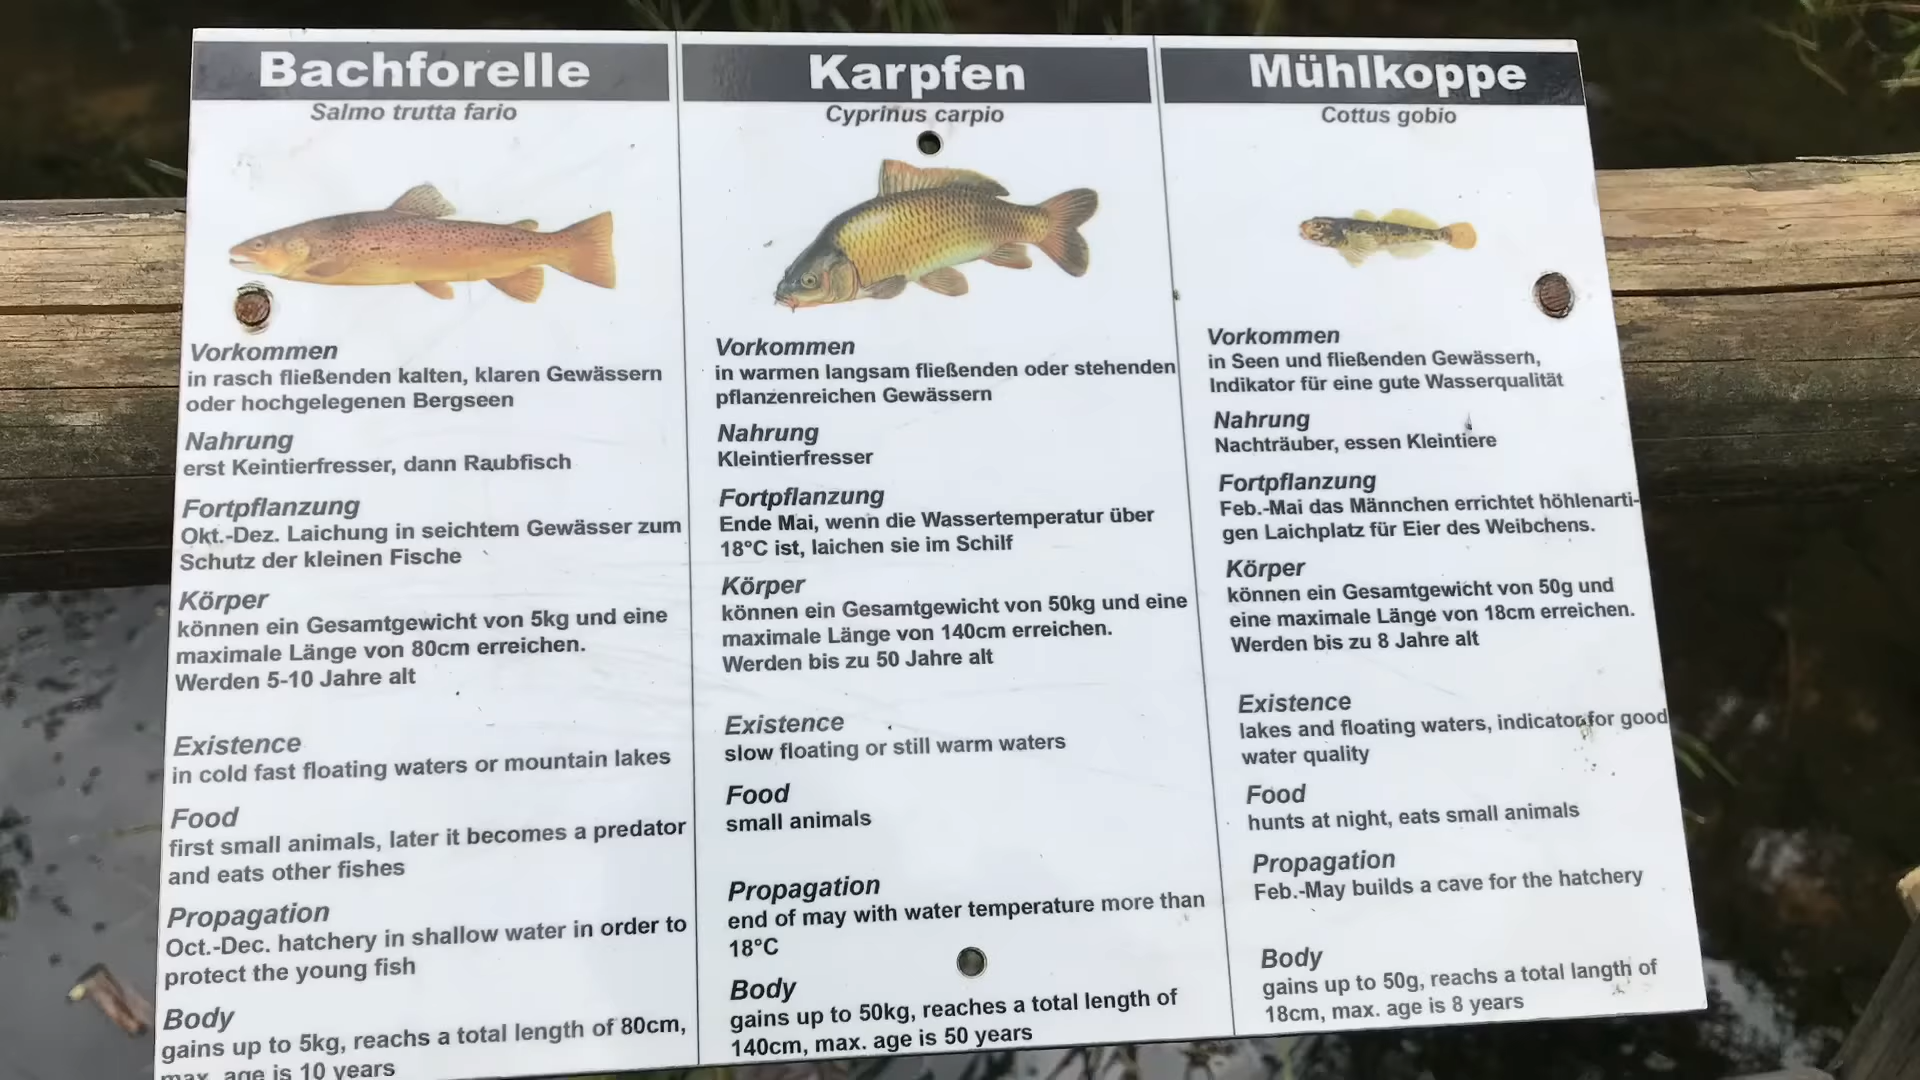 Bachforelle
Salmo trutta fario
Vorkommen
in rasch fließenden kalten, klaren Gewässern
oder hochgelegenen Bergseen
Nahrung
erst Keintierfresser, dann Raubfisch
Fortpflanzung
Okt.-Dez. Laichung in seichtem Gewässer zum
Schutz der kleinen Fische
Körper
können ein Gesamtgewicht von 5kg und eine
maximale Länge von 80cm erreichen.
Werden 5-10 Jahre alt
Existence
in cold fast floating waters or mountain lakes
Food
first small animals, later it becomes a predator
and eats other fishes
Propagation
Oct.-Dec. hatchery in shallow water in order to
protect the young fish
Body
gains up to 5kg, reachs a total length of 80cm,
max. age is 10 years
Karpfen
Cyprinus carpio
Vorkommen
in warmen langsam fließenden oder stehenden
pflanzenreichen Gewässern
Nahrung
Kleintierfresser
Fortpflanzung
Ende Mai, wenn die Wassertemperatur über
18°C ist, laichen sie im Schilf
Körper
können ein Gesamtgewicht von 50kg und eine
maximale Länge von 140cm erreichen.
Werden bis zu 50 Jahre alt
Existence
slow floating or still warm waters
Food
small animals
Propagation
end of may with water temperature more than
18°C
Body
gains up to 50kg, reaches a total length of
140cm, max. age is 50 years
Mühlkoppe
Cottus gobio
Vorkommen
in Seen und fließenden Gewässern,
Indikator für eine gute Wasserqualität
Nahrung
Nachträuber, essen Kleintiere
Fortpflanzung
Feb.-Mai das Männchen errichtet höhlenarti-
gen Laichplatz für Eier des Weibchens.
Körper
können ein Gesamtgewicht von 50g und
eine maximale Länge von 18cm erreichen.
Werden bis zu 8 Jahre alt
Existence
lakes and floating waters, indicator for good
water quality
Food
hunts at night, eats small animals
Propagation
Feb.-May builds a cave for the hatchery
Body
gains up to 50g, reachs a total langth of
18cm, max. age is 8 years